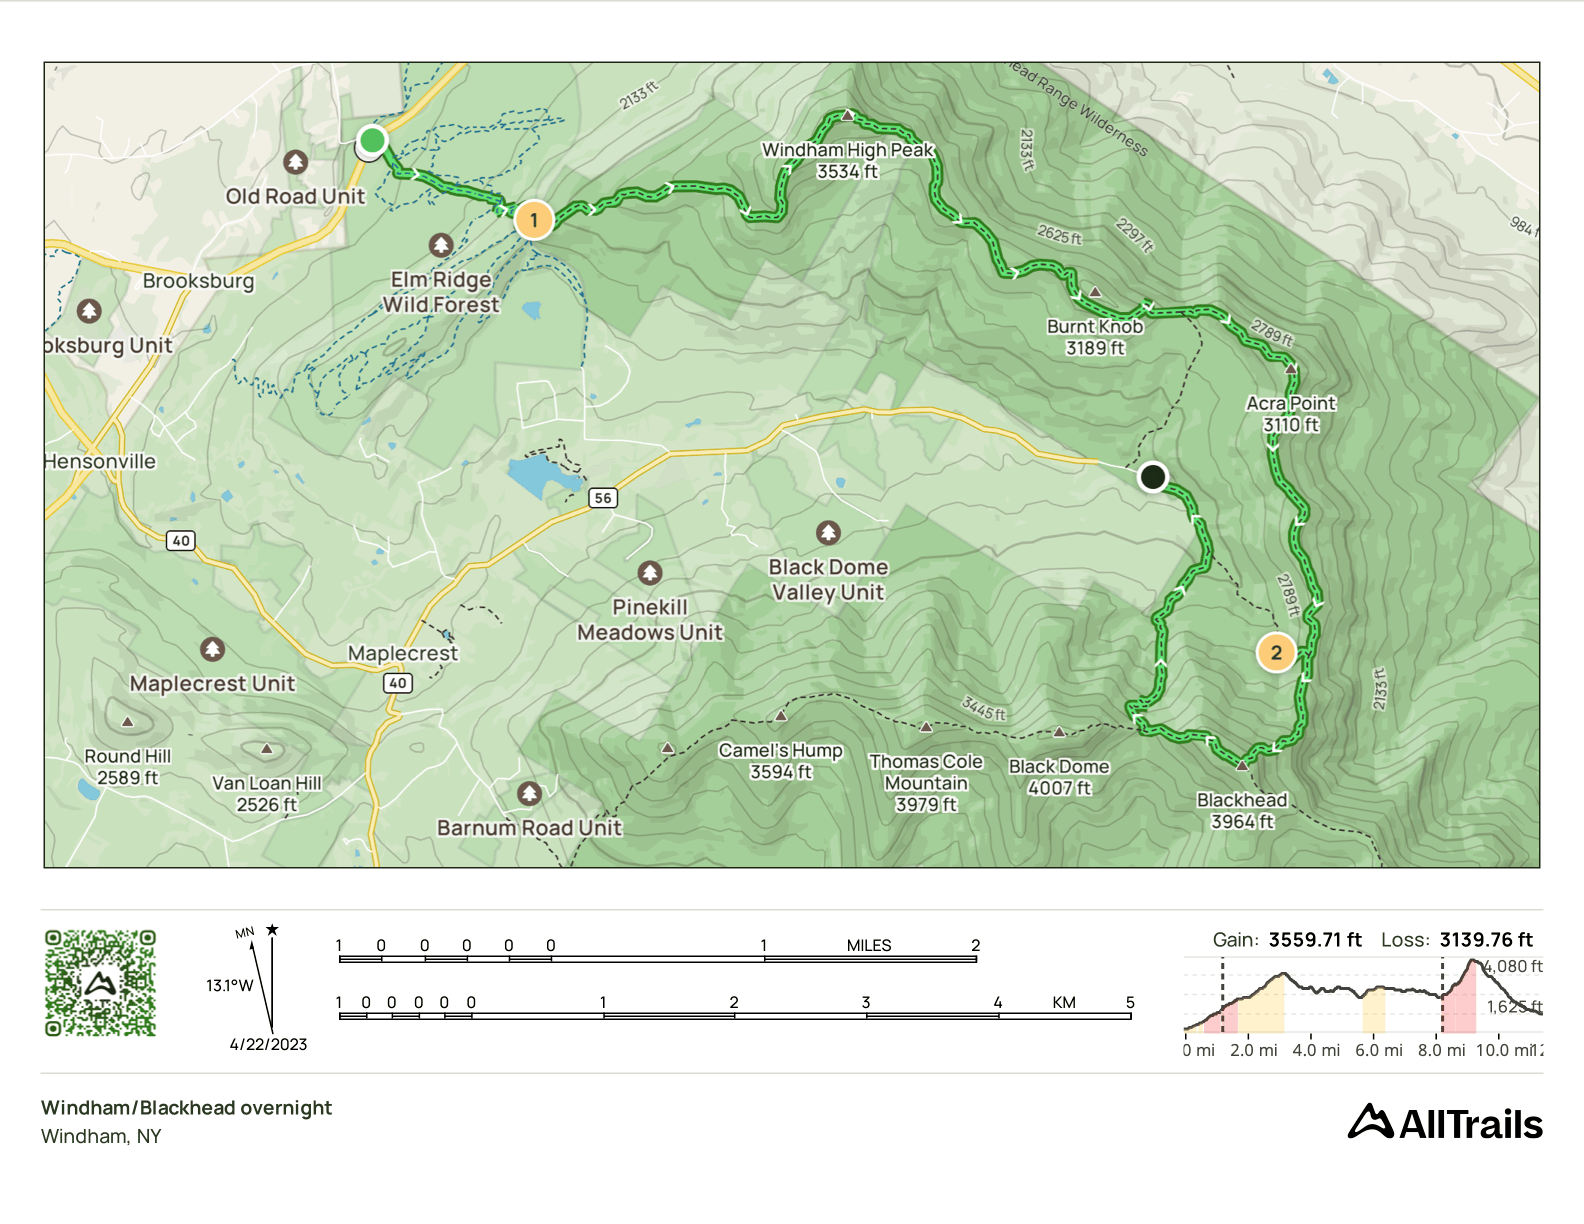 2133 ft
ead Range Wilderness
2133 ft
Windham High Peak
3534 ft
Old Road Unit
1
984 f
2625 ft
2297 ft
Elm Ridge
Wild Forest
Brooksburg
oksburg Unit
Burnt Knob
3189 ft
2789 ft
Acra Point
3110 ft
Hensonville
56
40
Black Dome
Valley Unit
Pinekill
Meadows Unit
2789 ft
Maplecrest
2
Maplecrest Unit
40
2133 ft
3445 ft
Round Hill
2589 ft
Van Loan Hill
2526 ft
Camel's Hump
3594 ft
Thomas Cole
Mountain
3979 ft
Black Dome
4007 ft
Blackhead
3964 ft
Barnum Road Unit
MN
13.1°W
4/22/2023
1 0 0 0 0 0 1 MILES 2
1 0 0 0 0 0 1 2 3 4 KM 5
Gain: 3559.71 ft Loss: 3139.76 ft
4,080 ft
1,625 ft
0 mi 2.0 mi 4.0 mi 6.0 mi 8.0 mi 10.0 mi 12
Windham/Blackhead overnight
Windham, NY
AllTrails